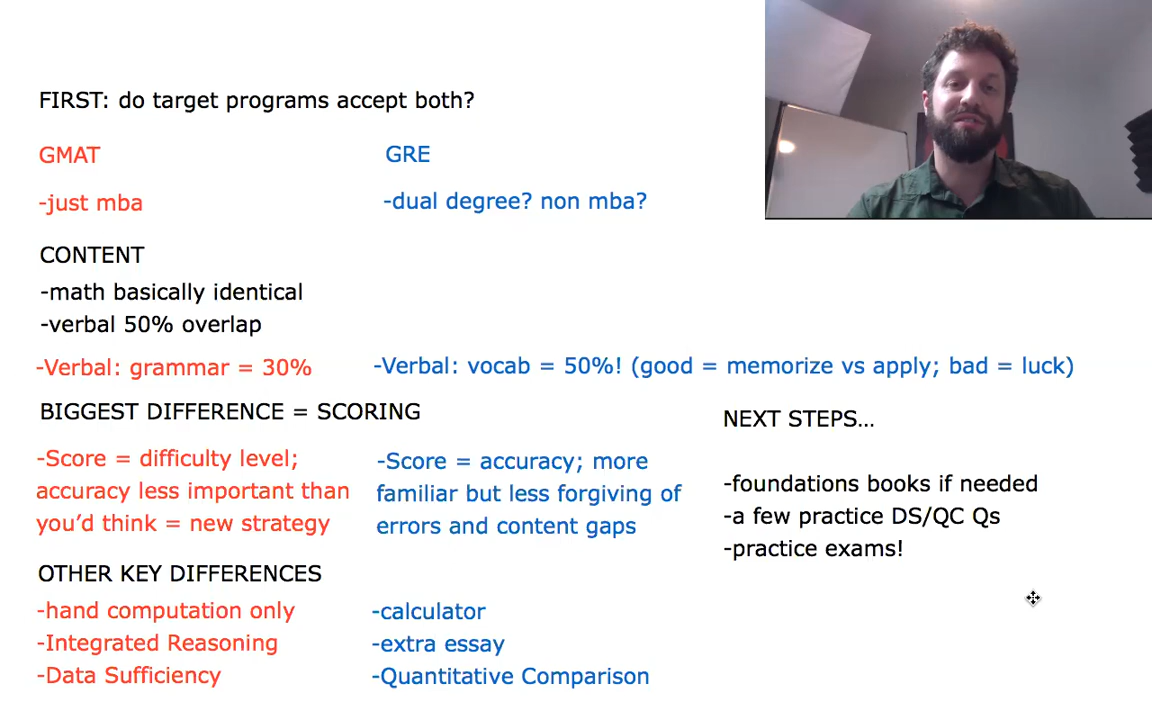 FIRST: do target programs accept both?
GMAT
GRE
-just mba
-dual degree? non mba?
CONTENT
-math basically identical
-verbal 50% overlap
-Verbal: grammar = 30%
-Verbal: vocab = 50%! (good = memorize vs apply; bad = luck)
BIGGEST DIFFERENCE = SCORING
-Score = difficulty level;
accuracy less important than
you’d think = new strategy
-Score = accuracy; more
familiar but less forgiving of
errors and content gaps
OTHER KEY DIFFERENCES
-hand computation only
-Integrated Reasoning
-Data Sufficiency
-calculator
-extra essay
-Quantitative Comparison
NEXT STEPS...
-foundations books if needed
-a few practice DS/QC Qs
-practice exams!